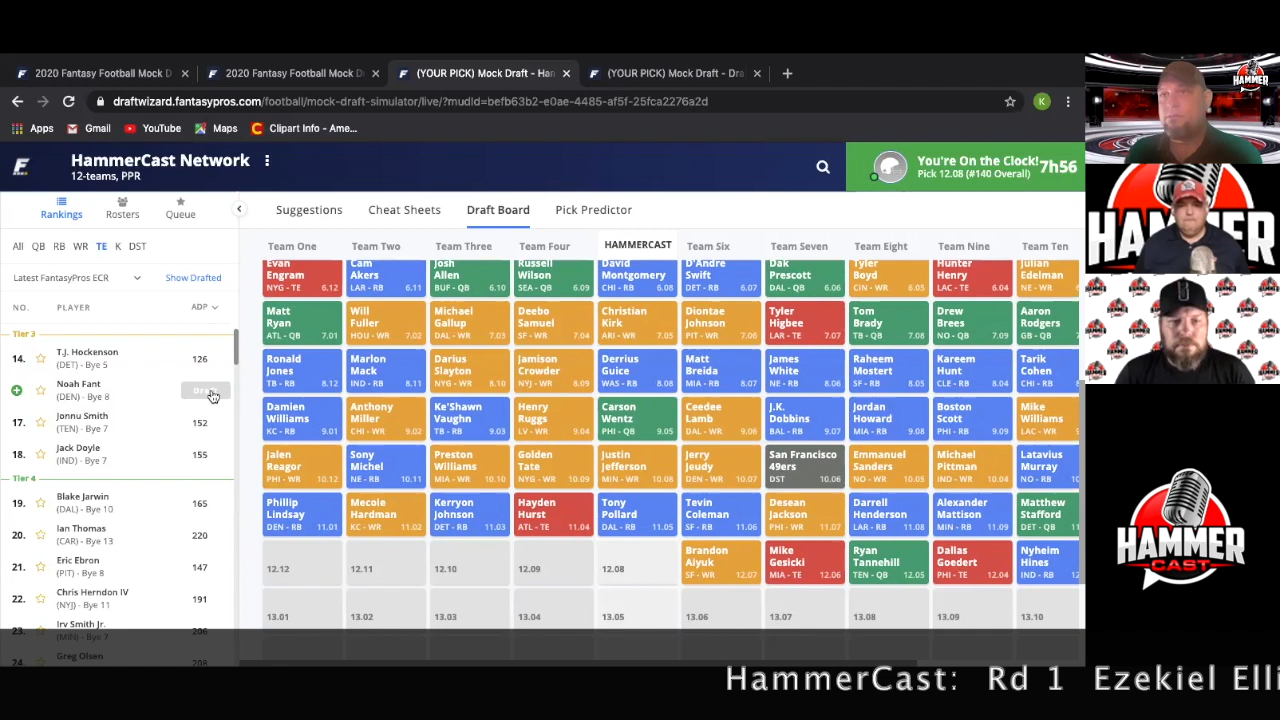 2020 Fantasy Football Mock D
2020 Fantasy Football Mock D
(YOUR PICK) Mock Draft - Han
(YOUR PICK) Mock Draft - Dra
draftwizard.fantasypros.com/football/mock-draft-simulator/live/?mudid=befb63b2-e0ae-4485-af5f-25fca2276a2d
K
Apps Gmail YouTube Maps Clipart Info - Ame...
HammerCast Network
12-teams, PPR
You're On the Clock!
Pick 12.08 (#140 Overall)
7h56
Rankings Rosters Queue
Suggestions Cheat Sheets Draft Board Pick Predictor
All QB RB WR TE K DST
Latest FantasyPros ECR Show Drafted
NO. PLAYER ADP
Tier 3
14. T.J. Hockenson 126
(DET) - Bye 5
Noah Fant
(DEN) - Bye 8
17. Jonnu Smith 152
(TEN) - Bye 7
18. Jack Doyle 155
(IND) - Bye 7
Tier 4
19. Blake Jarwin 165
(DAL) - Bye 10
20. Ian Thomas 220
(CAR) - Bye 13
21. Eric Ebron 147
(PIT) - Bye 8
22. Chris Herndon IV 191
(NYJ) - Bye 11
23. Irv Smith Jr. 206
(MIN) - Bye 7
24. Greg Olsen 208
Team One Team Two Team Three Team Four HAMMERCAST Team Six Team Seven Team Eight Team Nine Team Ten
Evan Cam Josh Russell David D'Andre Dak Tyler Hunter Julian
Engram Akers Allen Wilson Montgomery Swift Prescott Boyd Henry Edelman
NYG - TE 6.12 LAR - RB 6.11 BUF - QB 6.10 SEA - QB 6.09 CHI - RB 6.08 DET - RB 6.07 DAL - QB 6.06 CIN - WR 6.05 LAC - TE 6.04 NE - WR
Matt Will Michael Deebo Christian Diontae Tyler Tom Drew Aaron
Ryan Fuller Gallup Samuel Kirk Johnson Higbee Brady Brees Rodgers
ATL - QB 7.01 HOU - WR 7.02 DAL - WR 7.03 SF - WR 7.04 ARI - WR 7.05 PIT - WR 7.06 LAR - TE 7.07 TB - QB 7.08 NO - QB 7.09 GB - QB
Ronald Marlon Darius Jamison Derrius Matt James Raheem Kareem Tarik
Jones Mack Slayton Crowder Guice Breida White Mostert Hunt Cohen
TB - RB 8.12 IND - RB 8.11 NYG - WR 8.10 NYJ - WR 8.09 WAS - RB 8.08 MIA - RB 8.07 NE - RB 8.06 SF - RB 8.05 CLE - RB 8.04 CHI - RB
Damien Anthony Ke'Shawn Henry Carson Ceedee J.K. Jordan Boston Mike
Williams Miller Vaughn Ruggs Wentz Lamb Dobbins Howard Scott Williams
KC - RB 9.01 CHI - WR 9.02 TB - RB 9.03 LV - WR 9.04 PHI - QB 9.05 DAL - WR 9.06 BAL - RB 9.07 MIA - RB 9.08 PHI - RB 9.09 LAC - WR
Jalen Sony Preston Golden Justin Jerry San Francisco Emmanuel Michael Latavius
Reagor Michel Williams Tate Jefferson Jeudy 49ers Sanders Pittman Murray
PHI - WR 10.12 NE - RB 10.11 MIA - WR 10.10 NYG - WR 10.09 MIN - WR 10.08 DEN - WR 10.07 DST 10.06 NO - WR 10.05 IND - WR 10.04 NO - RB
Phillip Mecole Kerryon Hayden Tony Tevin Desean Darrell Alexander Matthew
Lindsay Hardman Johnson Hurst Pollard Coleman Jackson Henderson Mattison Stafford
DEN - RB 11.01 KC - WR 11.02 DET - RB 11.03 ATL - TE 11.04 DAL - RB 11.05 SF - RB 11.06 PHI - WR 11.07 LAR - RB 11.08 MIN - RB 11.09 DET - QB
Brandon Mike Ryan Dallas Nyheim
12.12 12.11 12.10 12.09 12.08 Aiyuk Gesicki Tannehill Goedert Hines
SF - WR 12.07 MIA - TE 12.06 TEN - QB 12.05 PHI - TE 12.04 IND - RB
13.01 13.02 13.03 13.04 13.05 13.06 13.07 13.08 13.09 13.10
HAMMER
CAST
HammerCast: Rd 1 Ezekiel Elli